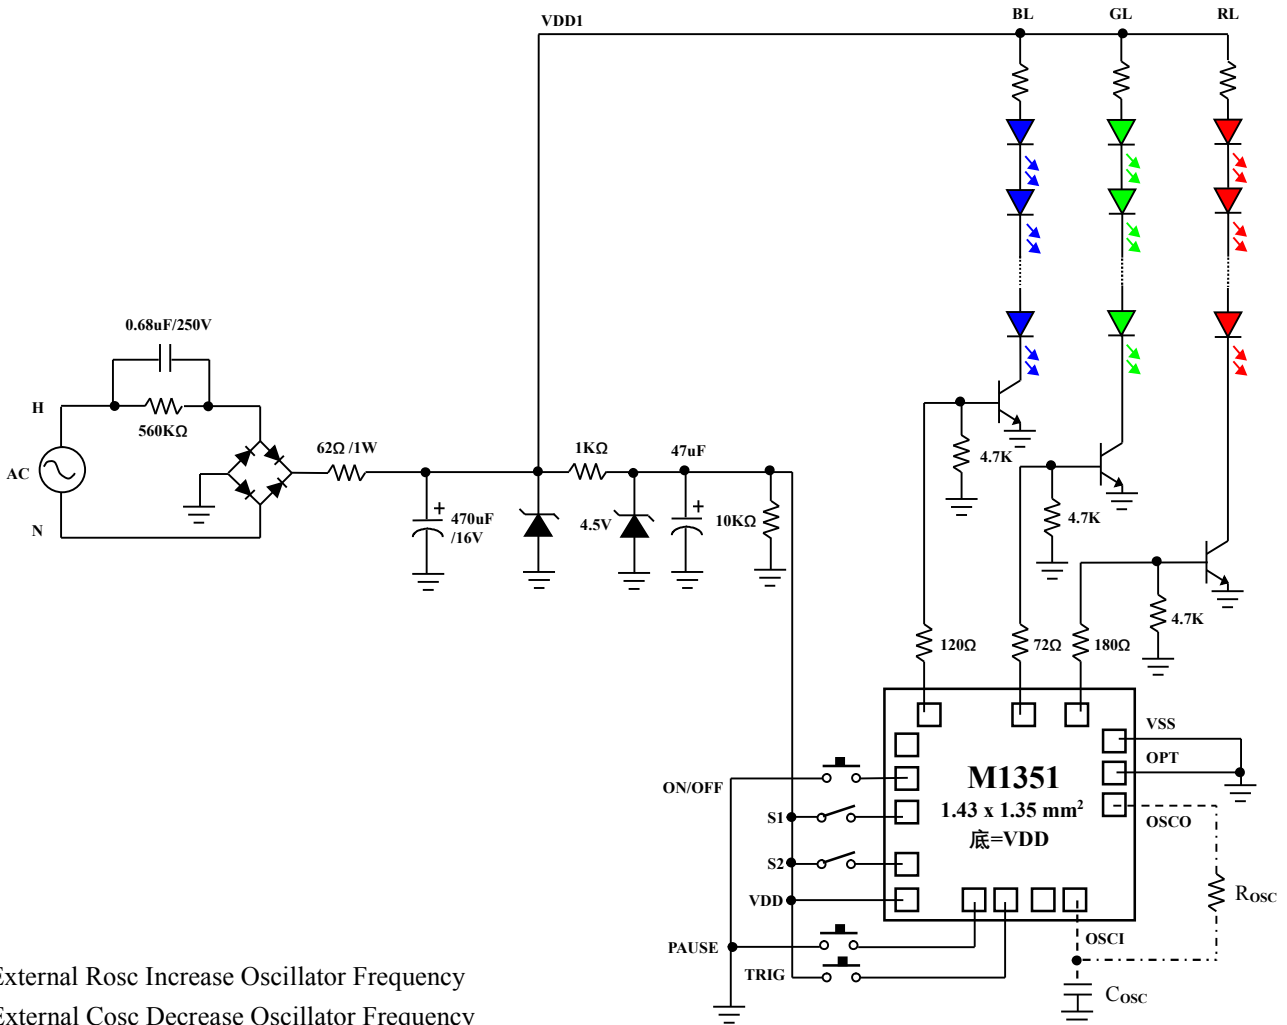 VDD1
BL
GL
RL
0.68uF/250V
H
560KΩ
AC
N
62Ω /1W
1KΩ
47uF
470uF
/16V
4.5V
10KΩ
4.7K
4.7K
4.7K
120Ω
72Ω
180Ω
VSS
OPT
OSCO
M1351
1.43 x 1.35 mm²
底=VDD
ON/OFF
S1
S2
VDD
PAUSE
TRIG
OSCI
ROSC
COSC
External Rosc Increase Oscillator Frequency
External Cosc Decrease Oscillator Frequency